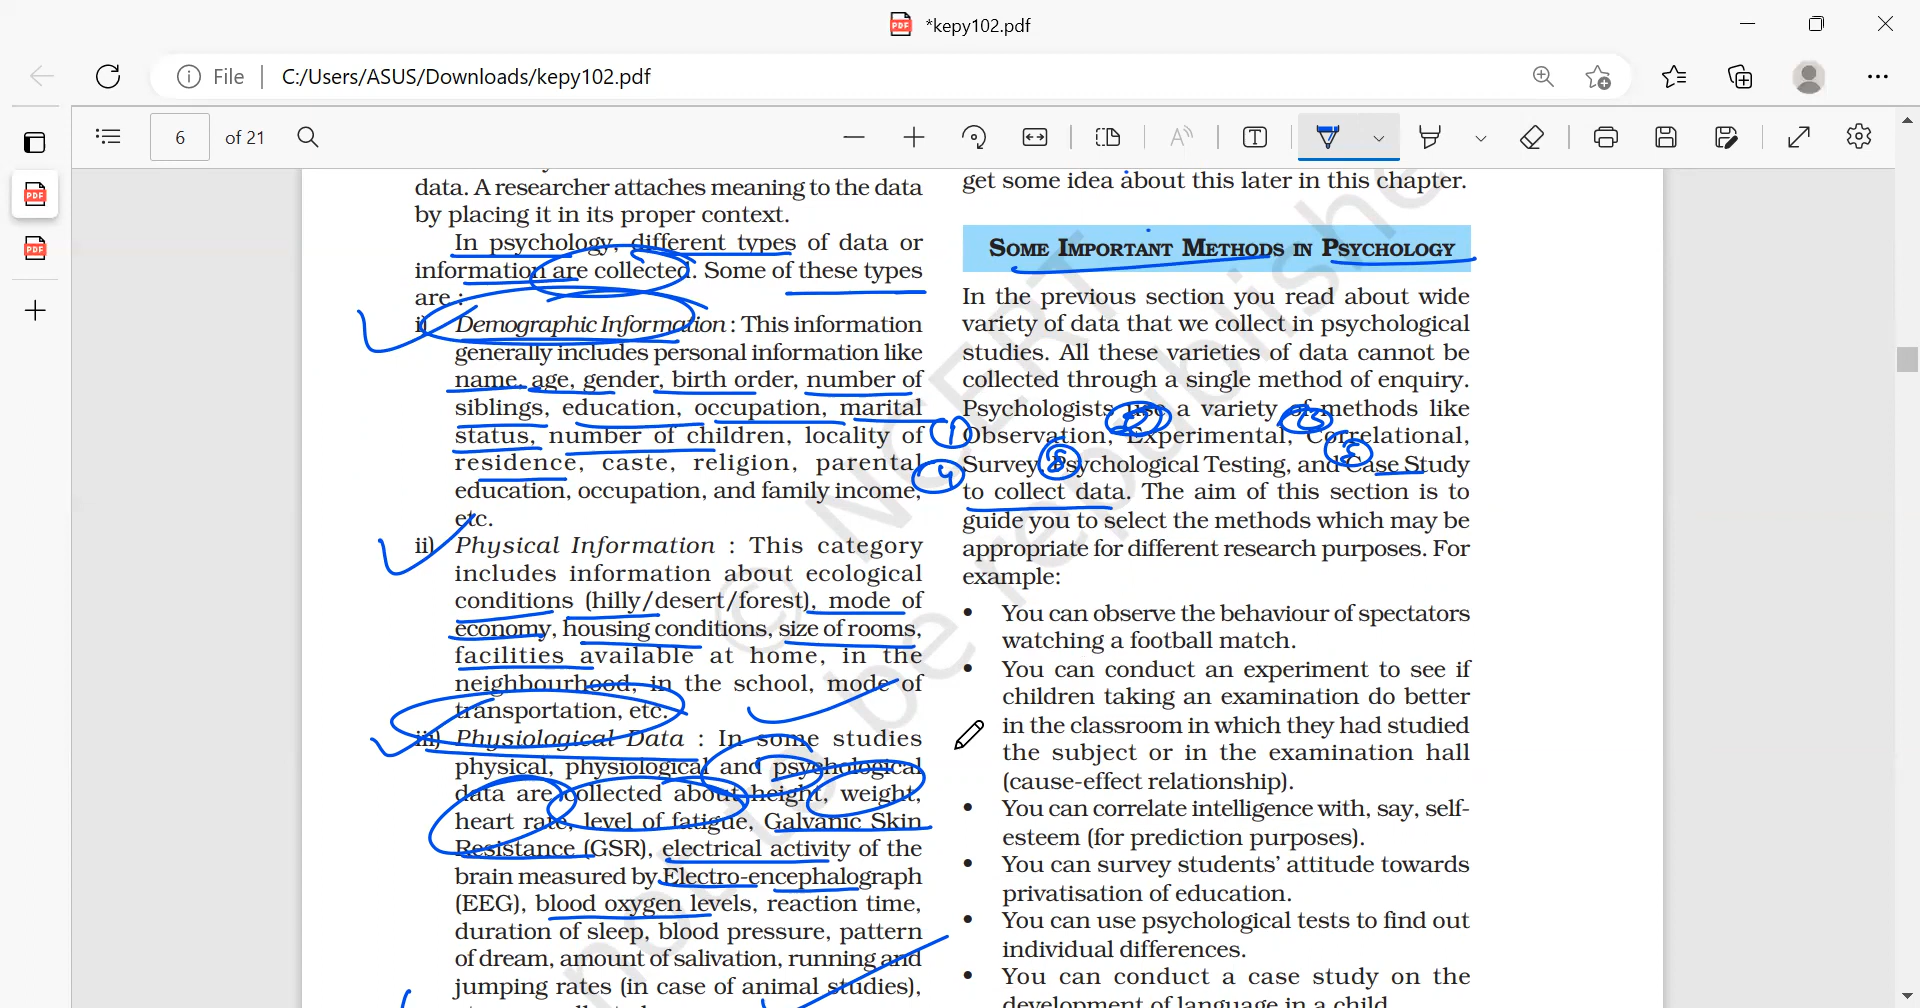 *kepy102.pdf
File
C:/Users/ASUS/Downloads/kepy102.pdf
6 of 21
data. A researcher attaches meaning to the data
by placing it in its proper context.
In psychology, different types of data or
information are collected. Some of these types
are :
i) Demographic Information : This information
generally includes personal information like
name, age, gender, birth order, number of
siblings, education, occupation, marital
status, number of children, locality of
residence, caste, religion, parental
education, occupation, and family income,
etc.
ii) Physical Information : This category
includes information about ecological
conditions (hilly/desert/forest), mode of
economy, housing conditions, size of rooms,
facilities available at home, in the
neighbourhood, in the school, mode of
transportation, etc.
iii) Physiological Data : In some studies
physical, physiological and psychological
data are collected about height, weight,
heart rate, level of fatigue, Galvanic Skin
Resistance (GSR), electrical activity of the
brain measured by Electro-encephalograph
(EEG), blood oxygen levels, reaction time,
duration of sleep, blood pressure, pattern
of dream, amount of salivation, running and
jumping rates (in case of animal studies),
get some idea about this later in this chapter.
SOME IMPORTANT METHODS IN PSYCHOLOGY
In the previous section you read about wide
variety of data that we collect in psychological
studies. All these varieties of data cannot be
collected through a single method of enquiry.
Psychologists use a variety of methods like
1 Observation, Experimental, Correlational,
4 Survey, Psychological Testing, and Case Study
to collect data. The aim of this section is to
guide you to select the methods which may be
appropriate for different research purposes. For
example:
• You can observe the behaviour of spectators
watching a football match.
• You can conduct an experiment to see if
children taking an examination do better
in the classroom in which they had studied
the subject or in the examination hall
(cause-effect relationship).
• You can correlate intelligence with, say, self-
esteem (for prediction purposes).
• You can survey students' attitude towards
privatisation of education.
• You can use psychological tests to find out
individual differences.
• You can conduct a case study on the
development of language in a child.
© NCERT
not to be republished